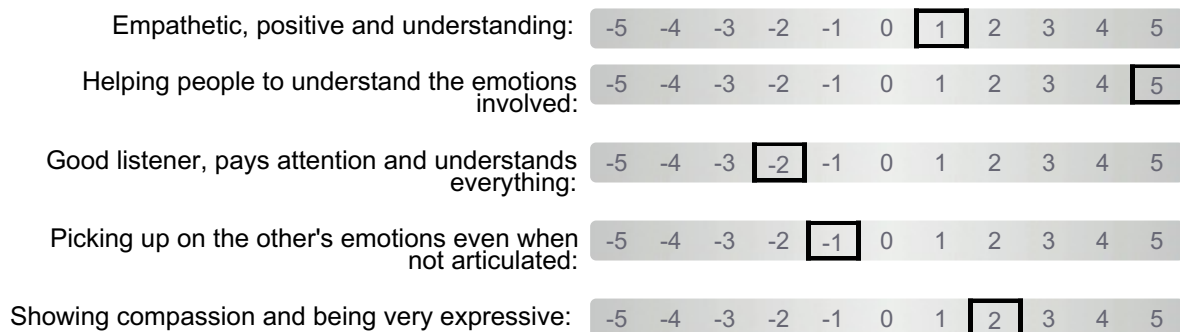 Empathetic, positive and understanding: -5 -4 -3 -2 -1 0 1 2 3 4 5
Helping people to understand the emotions
involved: -5 -4 -3 -2 -1 0 1 2 3 4 5
Good listener, pays attention and understands
everything: -5 -4 -3 -2 -1 0 1 2 3 4 5
Picking up on the other's emotions even when
not articulated: -5 -4 -3 -2 -1 0 1 2 3 4 5
Showing compassion and being very expressive: -5 -4 -3 -2 -1 0 1 2 3 4 5